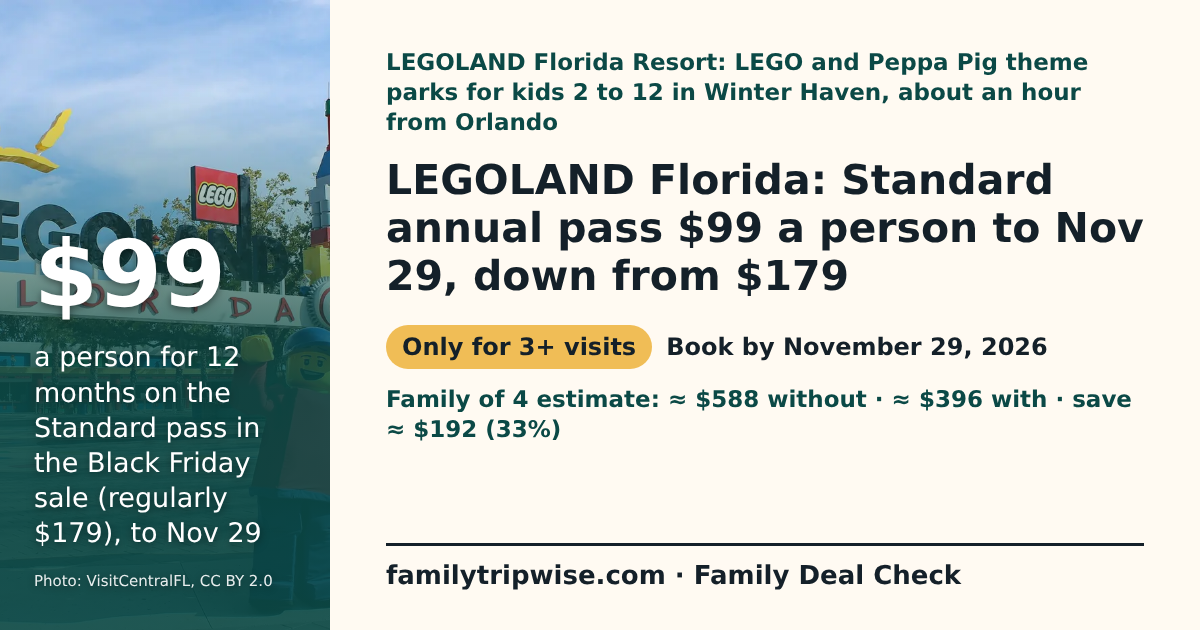 LEGO
EGOLAND
LORIDA
$99
a person for 12
months on the
Standard pass in
the Black Friday
sale (regularly
$179), to Nov 29
Photo: VisitCentralFL, CC BY 2.0
LEGOLAND Florida Resort: LEGO and Peppa Pig theme
parks for kids 2 to 12 in Winter Haven, about an hour
from Orlando
LEGOLAND Florida: Standard
annual pass $99 a person to Nov
29, down from $179
Only for 3+ visits Book by November 29, 2026
Family of 4 estimate: ≈ $588 without · ≈ $396 with · save
≈ $192 (33%)
familytripwise.com · Family Deal Check